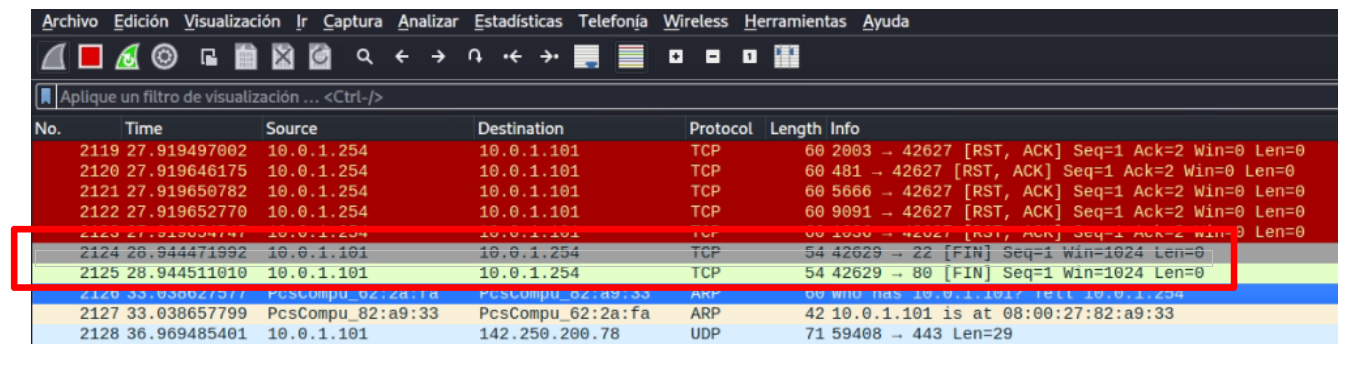 Archivo Edición Visualización Ir Captura Analizar Estadísticas Telefonía Wireless Herramientas Ayuda
Aplique un filtro de visualización … <Ctrl-/>
No. Time Source Destination Protocol Length Info
2119 27.919497002 10.0.1.254 10.0.1.101 TCP 60 2003 → 42627 [RST, ACK] Seq=1 Ack=2 Win=0 Len=0
2120 27.919646175 10.0.1.254 10.0.1.101 TCP 60 481 → 42627 [RST, ACK] Seq=1 Ack=2 Win=0 Len=0
2121 27.919650782 10.0.1.254 10.0.1.101 TCP 60 5666 → 42627 [RST, ACK] Seq=1 Ack=2 Win=0 Len=0
2122 27.919652770 10.0.1.254 10.0.1.101 TCP 60 9091 → 42627 [RST, ACK] Seq=1 Ack=2 Win=0 Len=0
2123 27.919654747 10.0.1.254 10.0.1.101 TCP 60 → 42627 [RST, ACK] Seq=1 Ack=2 Win=0 Len=0
2124 28.944471992 10.0.1.101 10.0.1.254 TCP 54 42629 → 22 [FIN] Seq=1 Win=1024 Len=0
2125 28.944511010 10.0.1.101 10.0.1.254 TCP 54 42629 → 80 [FIN] Seq=1 Win=1024 Len=0
2126 33.038627577 PcsCompu_62:2a:fa PcsCompu_82:a9:33 ARP 60 Who has 10.0.1.101? Tell 10.0.1.254
2127 33.038657799 PcsCompu_82:a9:33 PcsCompu_62:2a:fa ARP 42 10.0.1.101 is at 08:00:27:82:a9:33
2128 36.969485401 10.0.1.101 142.250.200.78 UDP 71 59408 → 443 Len=29